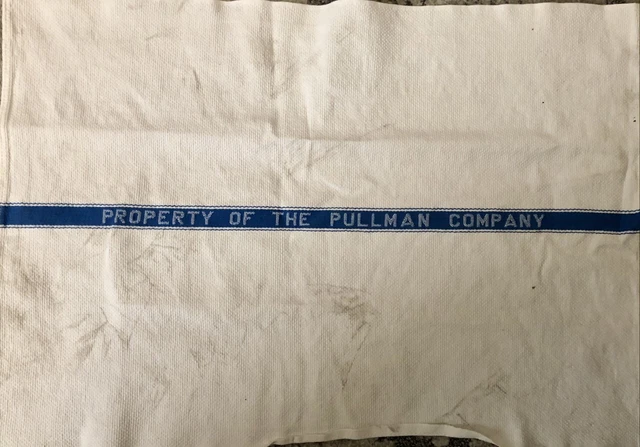 PROPERTY OF THE PULLMAN COMPANY